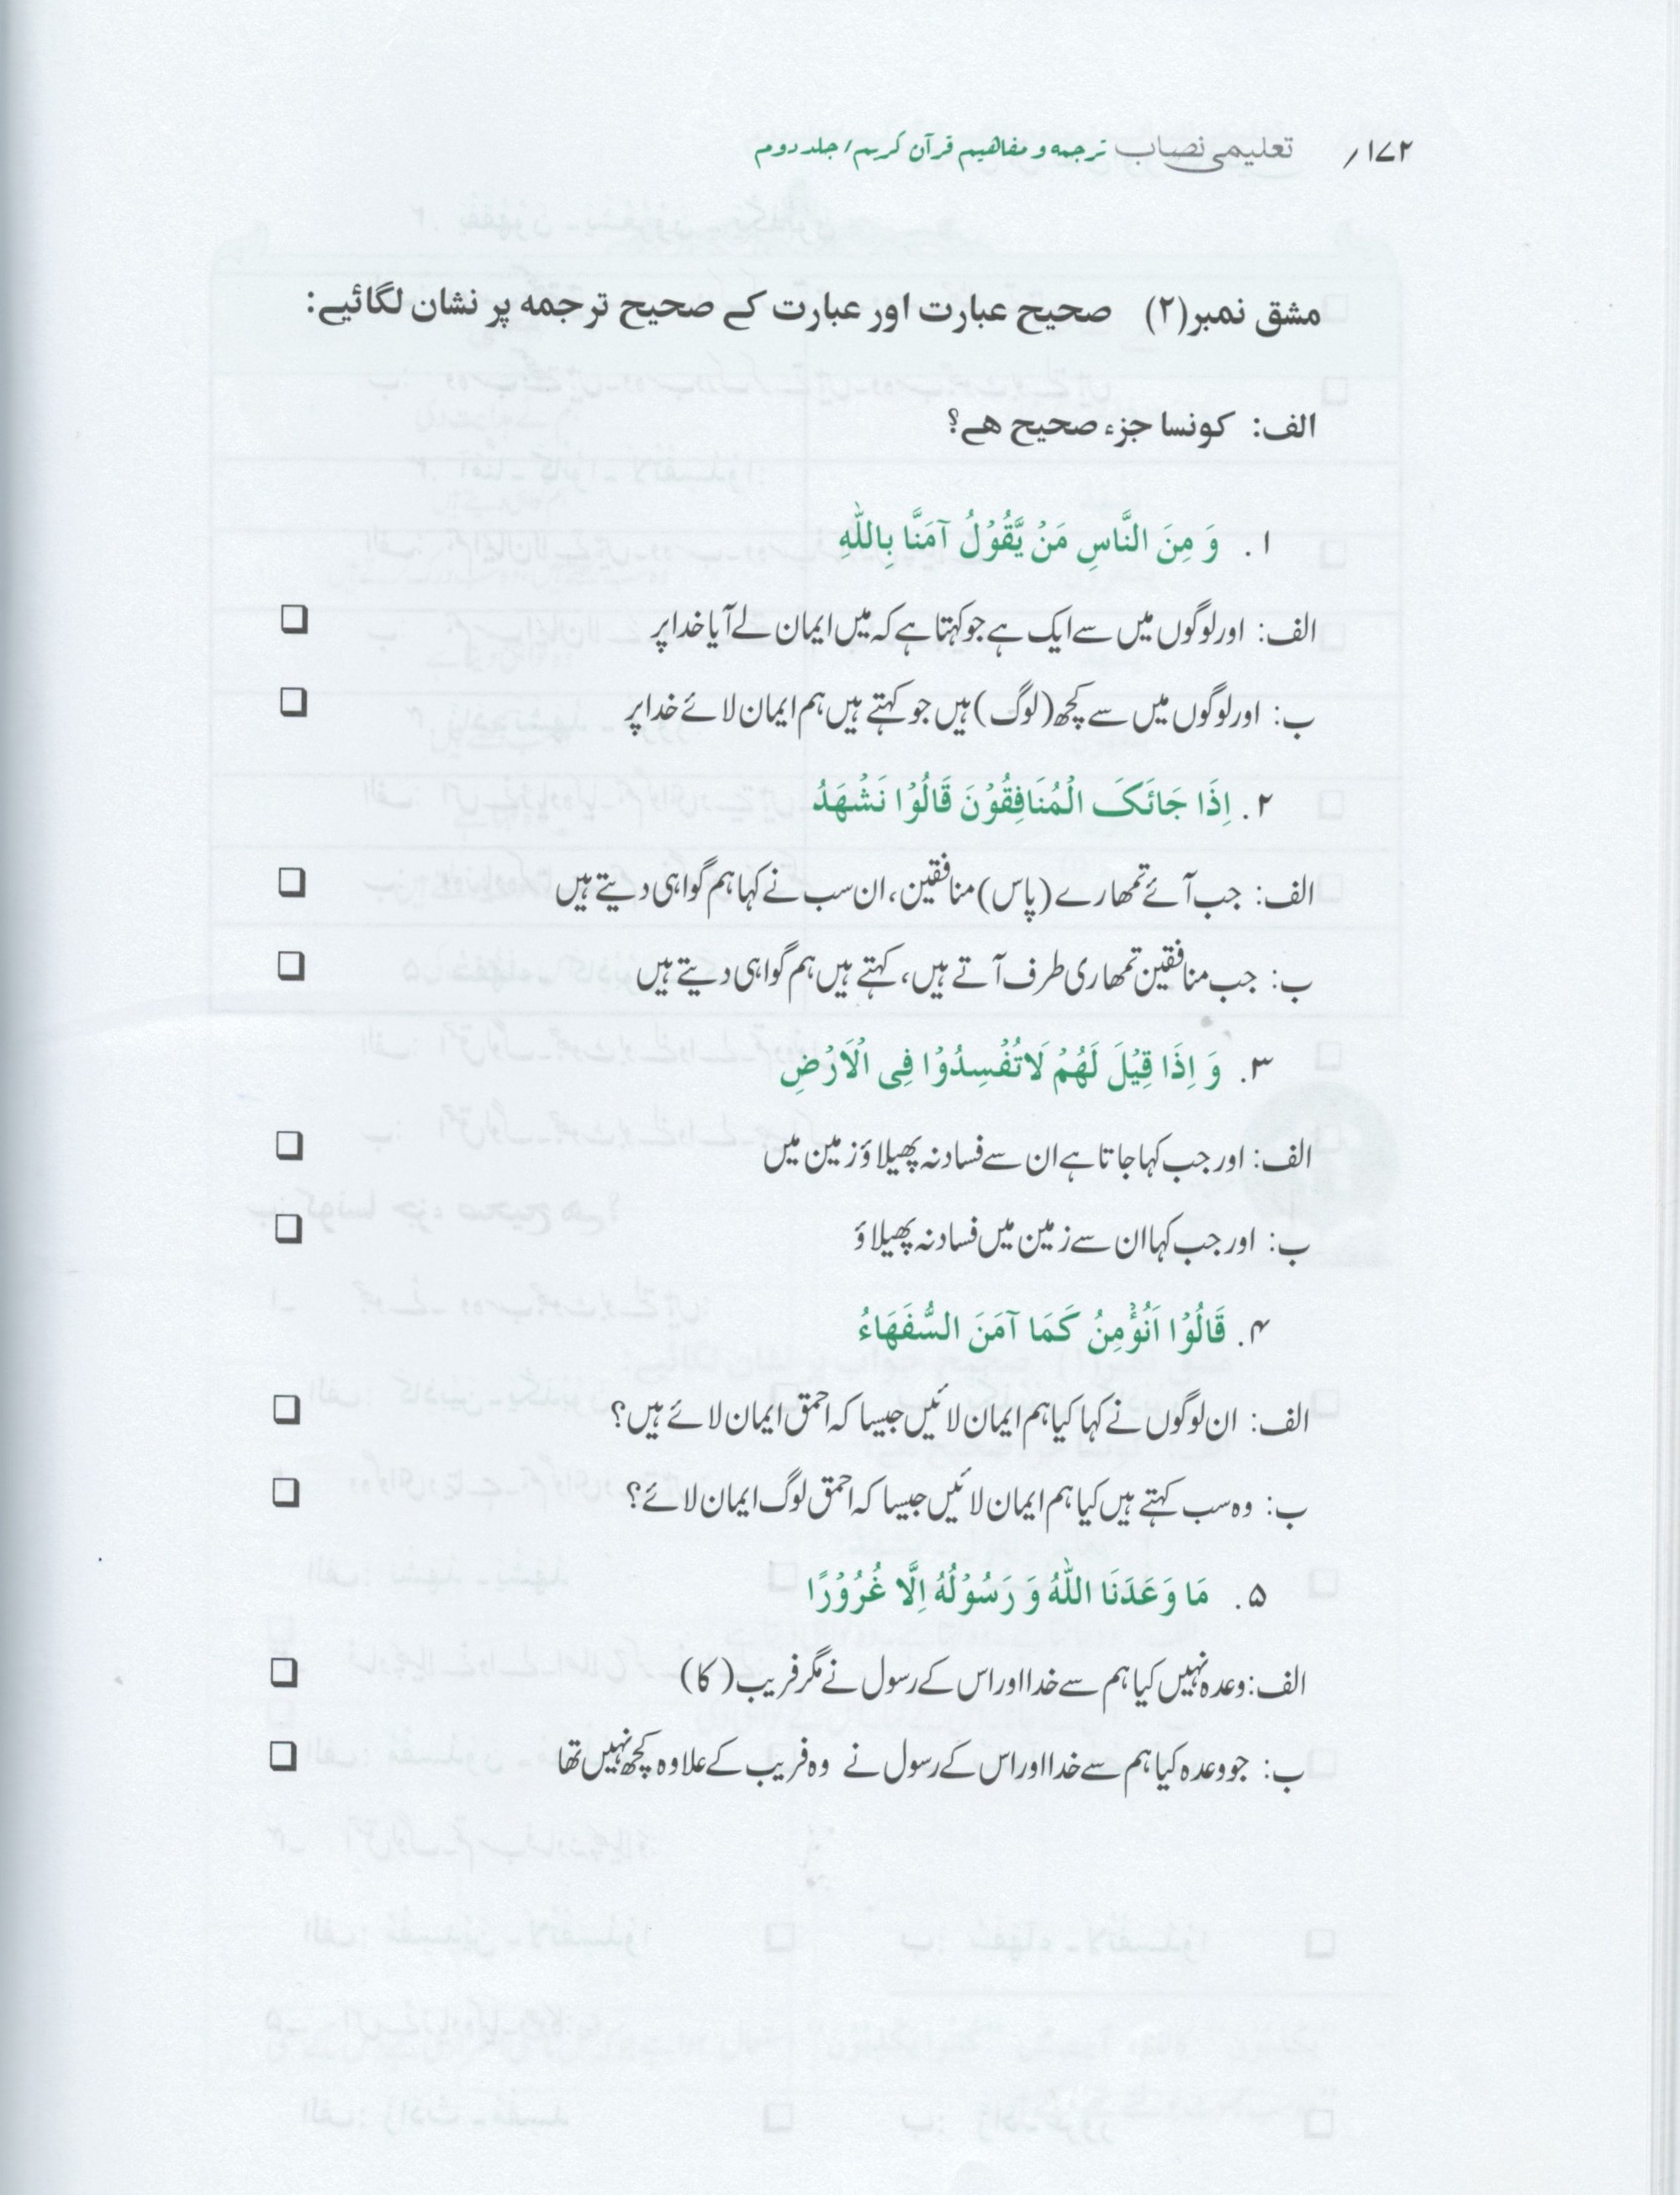 ۱۷۲ / تعلیمی نصاب ترجمه و مفاهیم قرآن کریم/ جلد دوم
مشق نمبر(۲) صحیح عبارت اور عبارت کے صحیح ترجمه پر نشان لگائیے:
الف: کونسا جزء صحیح هے؟
۱. وَ مِنَ النَّاسِ مَنْ يَّقُوْلُ آمَنَّا بِاللّٰهِ
الف: اور لوگوں میں سے ایک ہے جو کہتا ہے کہ میں ایمان لے آیا خدا پر
ب: اور لوگوں میں سے کچھ (لوگ) ہیں جو کہتے ہیں ہم ایمان لائے خدا پر
۲. اِذَا جَائَکَ الْمُنَافِقُوْنَ قَالُوْا نَشْهَدُ
الف: جب آئے تمھارے (پاس) منافقین، ان سب نے کہا ہم گواہی دیتے ہیں
ب: جب منافقین تمھاری طرف آتے ہیں، کہتے ہیں ہم گواہی دیتے ہیں
۳. وَ اِذَا قِيْلَ لَهُمْ لَاتُفْسِدُوْا فِی الْاَرْضِ
الف: اور جب کہا جاتا ہے ان سے فساد نہ پھیلاؤ زمین میں
ب: اور جب کہا ان سے زمین میں فساد نہ پھیلاؤ
۴. قَالُوْا اَنُؤْمِنُ كَمَا آمَنَ السُّفَهَاءُ
الف: ان لوگوں نے کہا کیا ہم ایمان لائیں جیسا کہ احمق ایمان لائے ہیں؟
ب: وہ سب کہتے ہیں کیا ہم ایمان لائیں جیسا کہ احمق لوگ ایمان لائے؟
۵. مَا وَعَدَنَا اللّٰهُ وَ رَسُوْلُهُ اِلَّا غُرُوْرًا
الف: وعدہ نہیں کیا ہم سے خدا اور اس کے رسول نے مگر فریب (کا)
ب: جو وعدہ کیا ہم سے خدا اور اس کے رسول نے وہ فریب کے علاوہ کچھ نہیں تھا